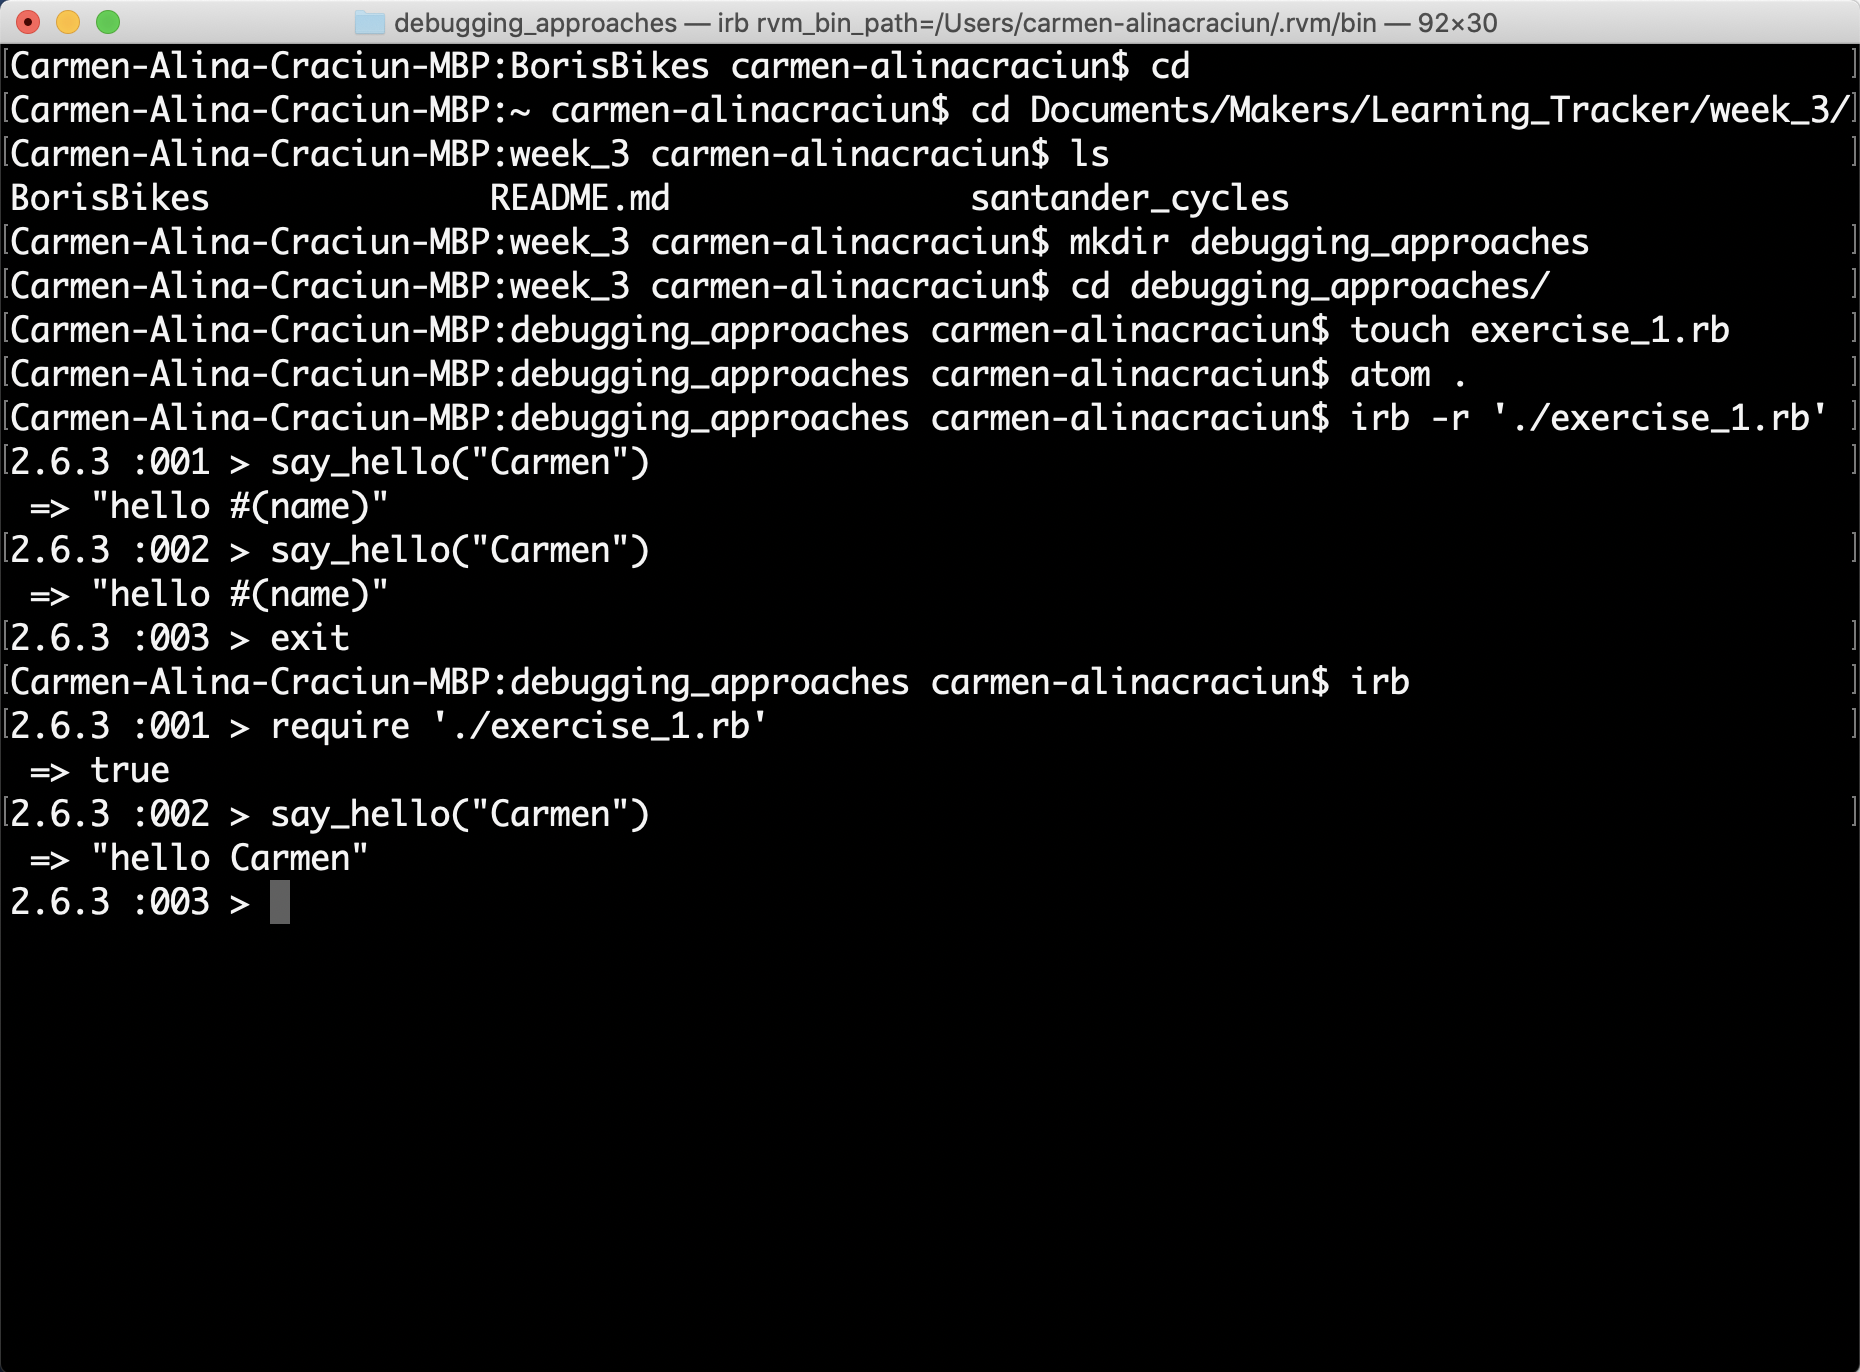 debugging_approaches — irb rvm_bin_path=/Users/carmen-alinacraciun/.rvm/bin — 92×30
Carmen-Alina-Craciun-MBP:BorisBikes carmen-alinacraciun$ cd
Carmen-Alina-Craciun-MBP:~ carmen-alinacraciun$ cd Documents/Makers/Learning_Tracker/week_3/
Carmen-Alina-Craciun-MBP:week_3 carmen-alinacraciun$ ls
BorisBikes README.md santander_cycles
Carmen-Alina-Craciun-MBP:week_3 carmen-alinacraciun$ mkdir debugging_approaches
Carmen-Alina-Craciun-MBP:week_3 carmen-alinacraciun$ cd debugging_approaches/
Carmen-Alina-Craciun-MBP:debugging_approaches carmen-alinacraciun$ touch exercise_1.rb
Carmen-Alina-Craciun-MBP:debugging_approaches carmen-alinacraciun$ atom .
Carmen-Alina-Craciun-MBP:debugging_approaches carmen-alinacraciun$ irb -r './exercise_1.rb'
2.6.3 :001 > say_hello("Carmen")
=> "hello #(name)"
2.6.3 :002 > say_hello("Carmen")
=> "hello #(name)"
2.6.3 :003 > exit
Carmen-Alina-Craciun-MBP:debugging_approaches carmen-alinacraciun$ irb
2.6.3 :001 > require './exercise_1.rb'
=> true
2.6.3 :002 > say_hello("Carmen")
=> "hello Carmen"
2.6.3 :003 >